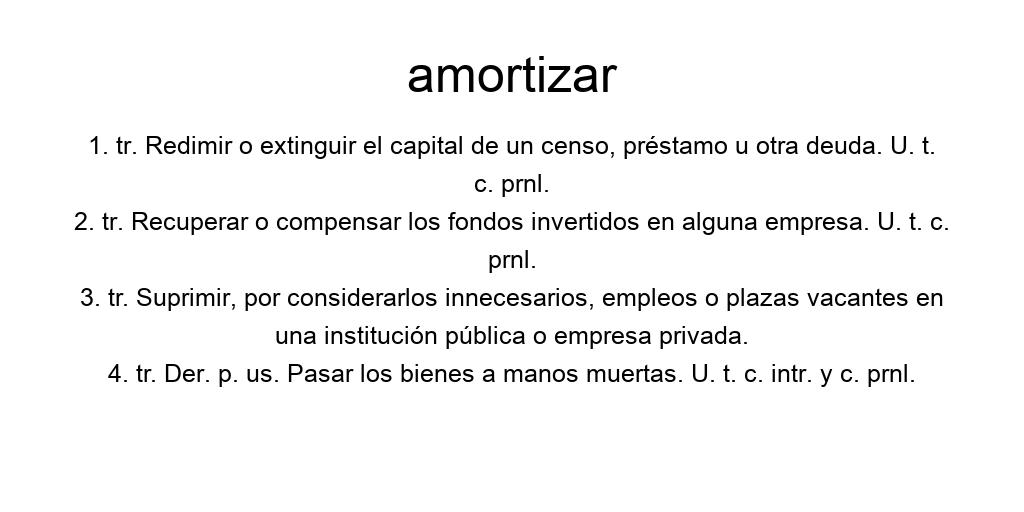 amortizar
1. tr. Redimir o extinguir el capital de un censo, préstamo u otra deuda. U. t.
c. prnl.
2. tr. Recuperar o compensar los fondos invertidos en alguna empresa. U. t. c.
prnl.
3. tr. Suprimir, por considerarlos innecesarios, empleos o plazas vacantes en
una institución pública o empresa privada.
4. tr. Der. p. us. Pasar los bienes a manos muertas. U. t. c. intr. y c. prnl.